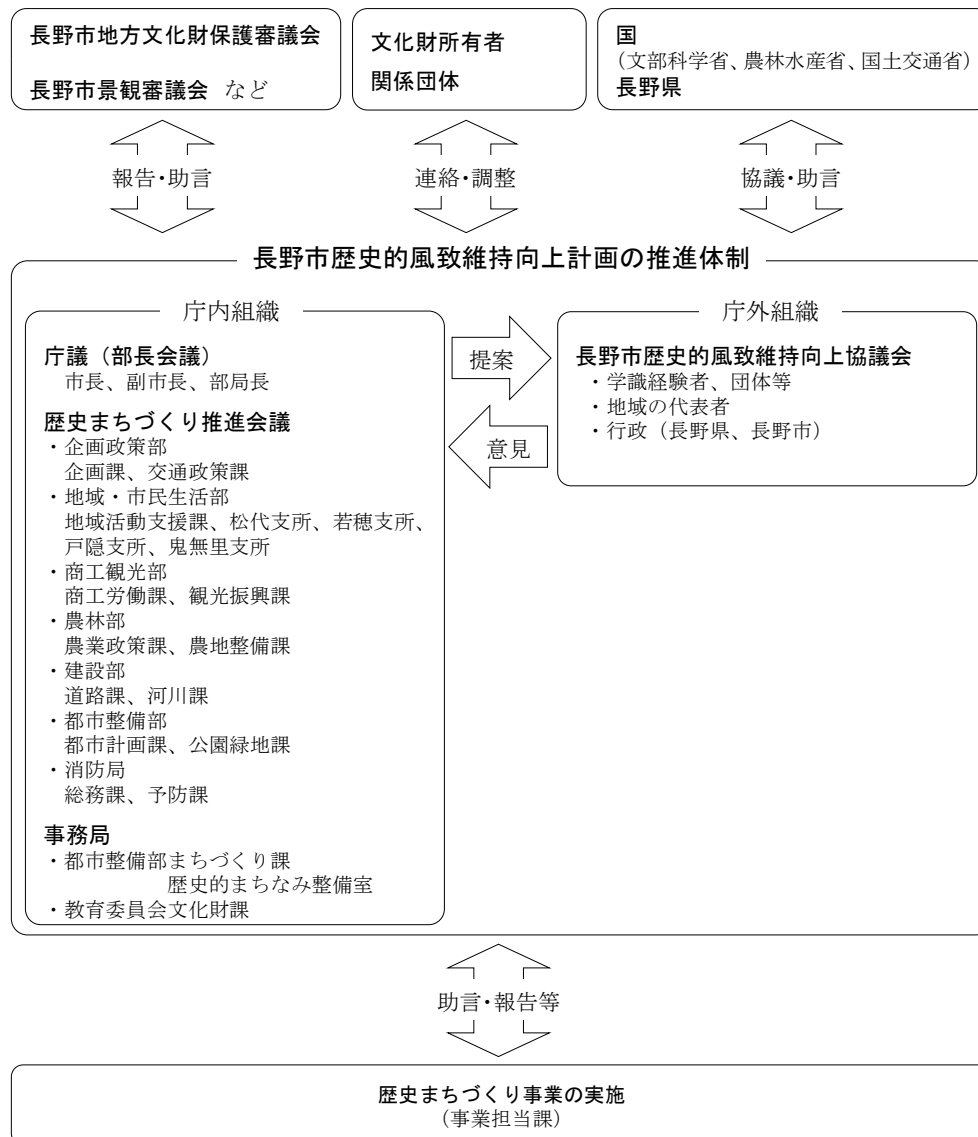 長野市地方文化財保護審議会
長野市景観審議会 など
文化財所有者
関係団体
国
(文部科学省、農林水産省、国土交通省)
長野県
報告・助言
連絡・調整
協議・助言
長野市歴史的風致維持向上計画の推進体制
庁内組織
庁議（部長会議）
市長、副市長、部局長
歴史まちづくり推進会議
・企画政策部
企画課、交通政策課
・地域・市民生活部
地域活動支援課、松代支所、若穂支所、
戸隠支所、鬼無里支所
・商工観光部
商工労働課、観光振興課
・農林部
農業政策課、農地整備課
・建設部
道路課、河川課
・都市整備部
都市計画課、公園緑地課
・消防局
総務課、予防課
事務局
・都市整備部まちづくり課
歴史的まちなみ整備室
・教育委員会文化財課
提案
意見
庁外組織
長野市歴史的風致維持向上協議会
・学識経験者、団体等
・地域の代表者
・行政（長野県、長野市）
助言・報告等
歴史まちづくり事業の実施
(事業担当課)